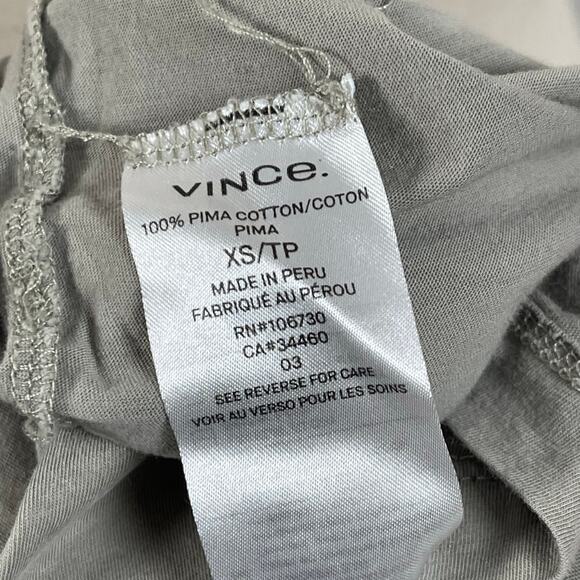 VINCE.
100% PIMA COTTON/COTON
PIMA
XS/TP
MADE IN PERU
FABRIQUÉ AU PÉROU
RN#106730
CA#34460
03
SEE REVERSE FOR CARE
VOIR AU VERSO POUR LES SOINS